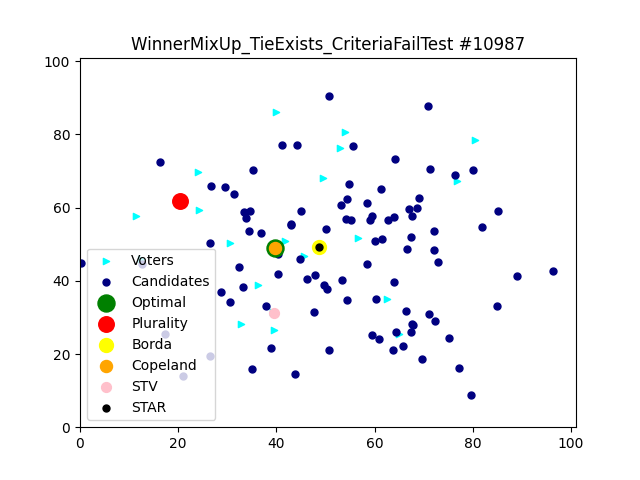 WinnerMixUp_TieExists_CriteriaFailTest #10987
100
80
60
40
20
0
Voters
Candidates
Optimal
Plurality
Borda
Copeland
STV
STAR
0 20 40 60 80 100